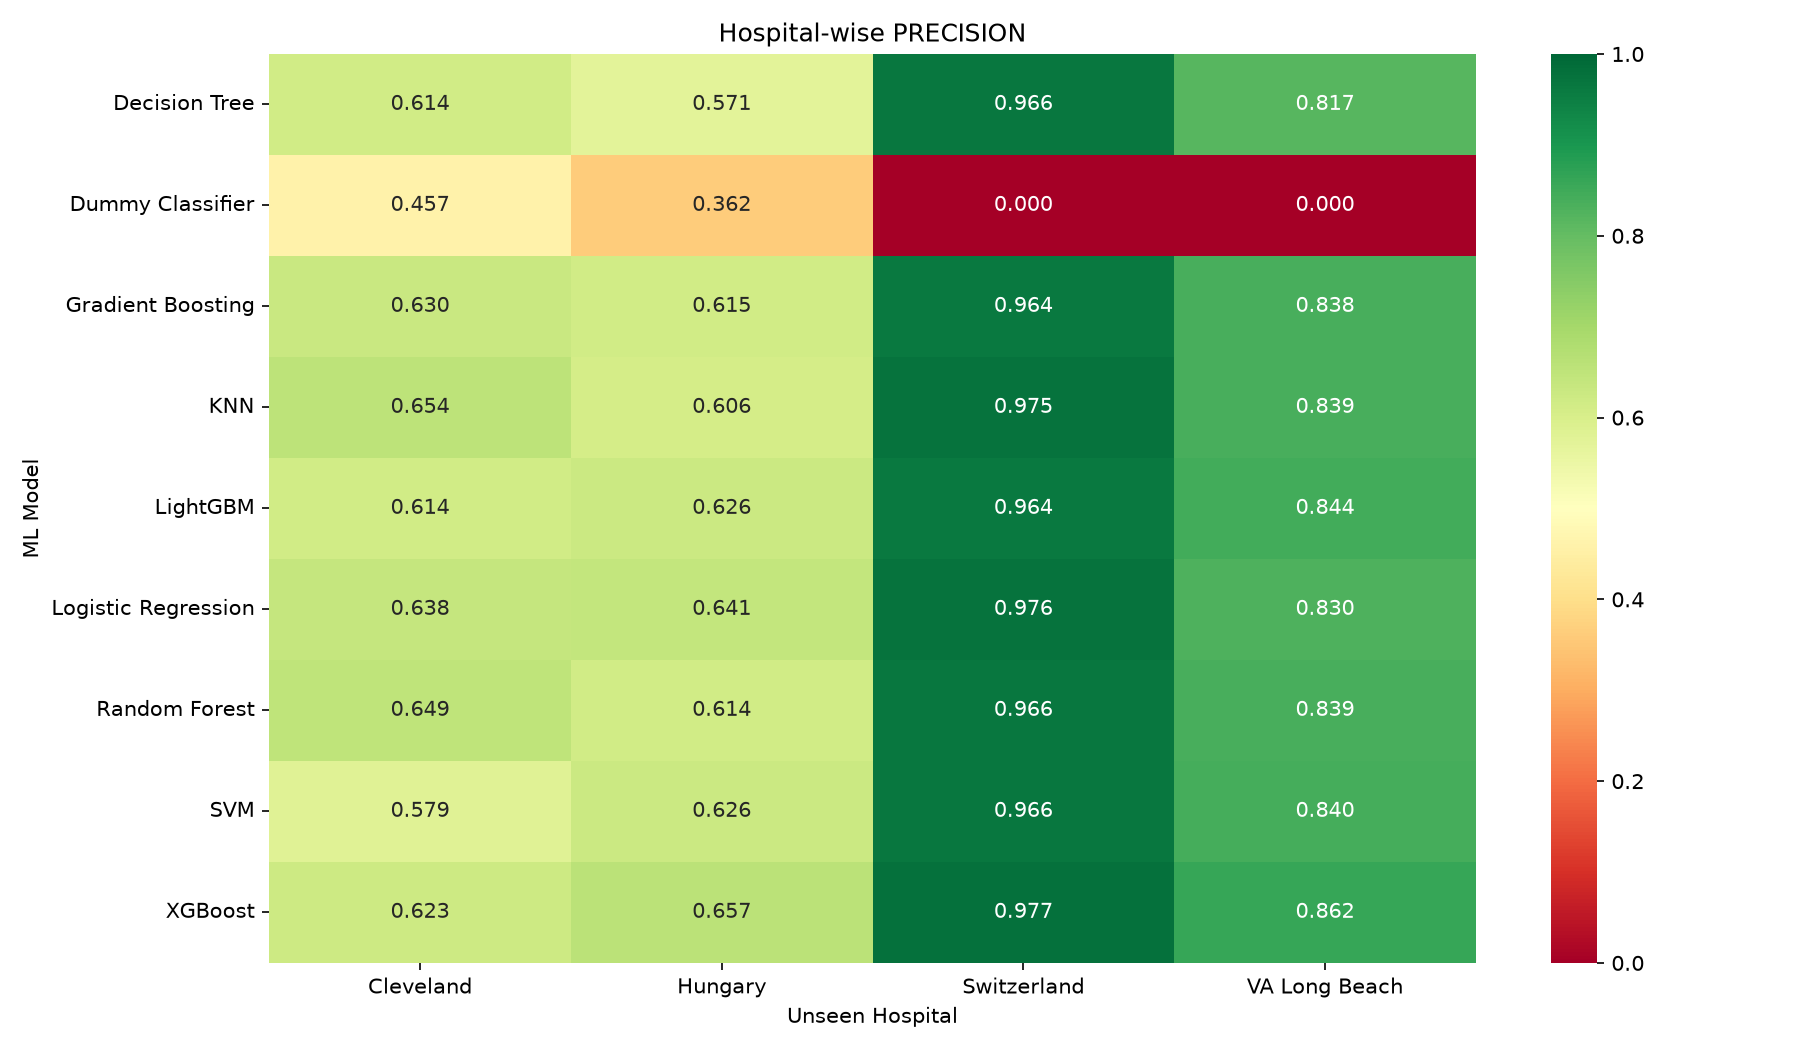 Hospital-wise PRECISION
Decision Tree 0.614 0.571 0.966 0.817
Dummy Classifier 0.457 0.362 0.000 0.000
Gradient Boosting 0.630 0.615 0.964 0.838
KNN 0.654 0.606 0.975 0.839
LightGBM 0.614 0.626 0.964 0.844
Logistic Regression 0.638 0.641 0.976 0.830
Random Forest 0.649 0.614 0.966 0.839
SVM 0.579 0.626 0.966 0.840
XGBoost 0.623 0.657 0.977 0.862
Cleveland Hungary Switzerland VA Long Beach
Unseen Hospital
ML Model
1.0
0.8
0.6
0.4
0.2
0.0